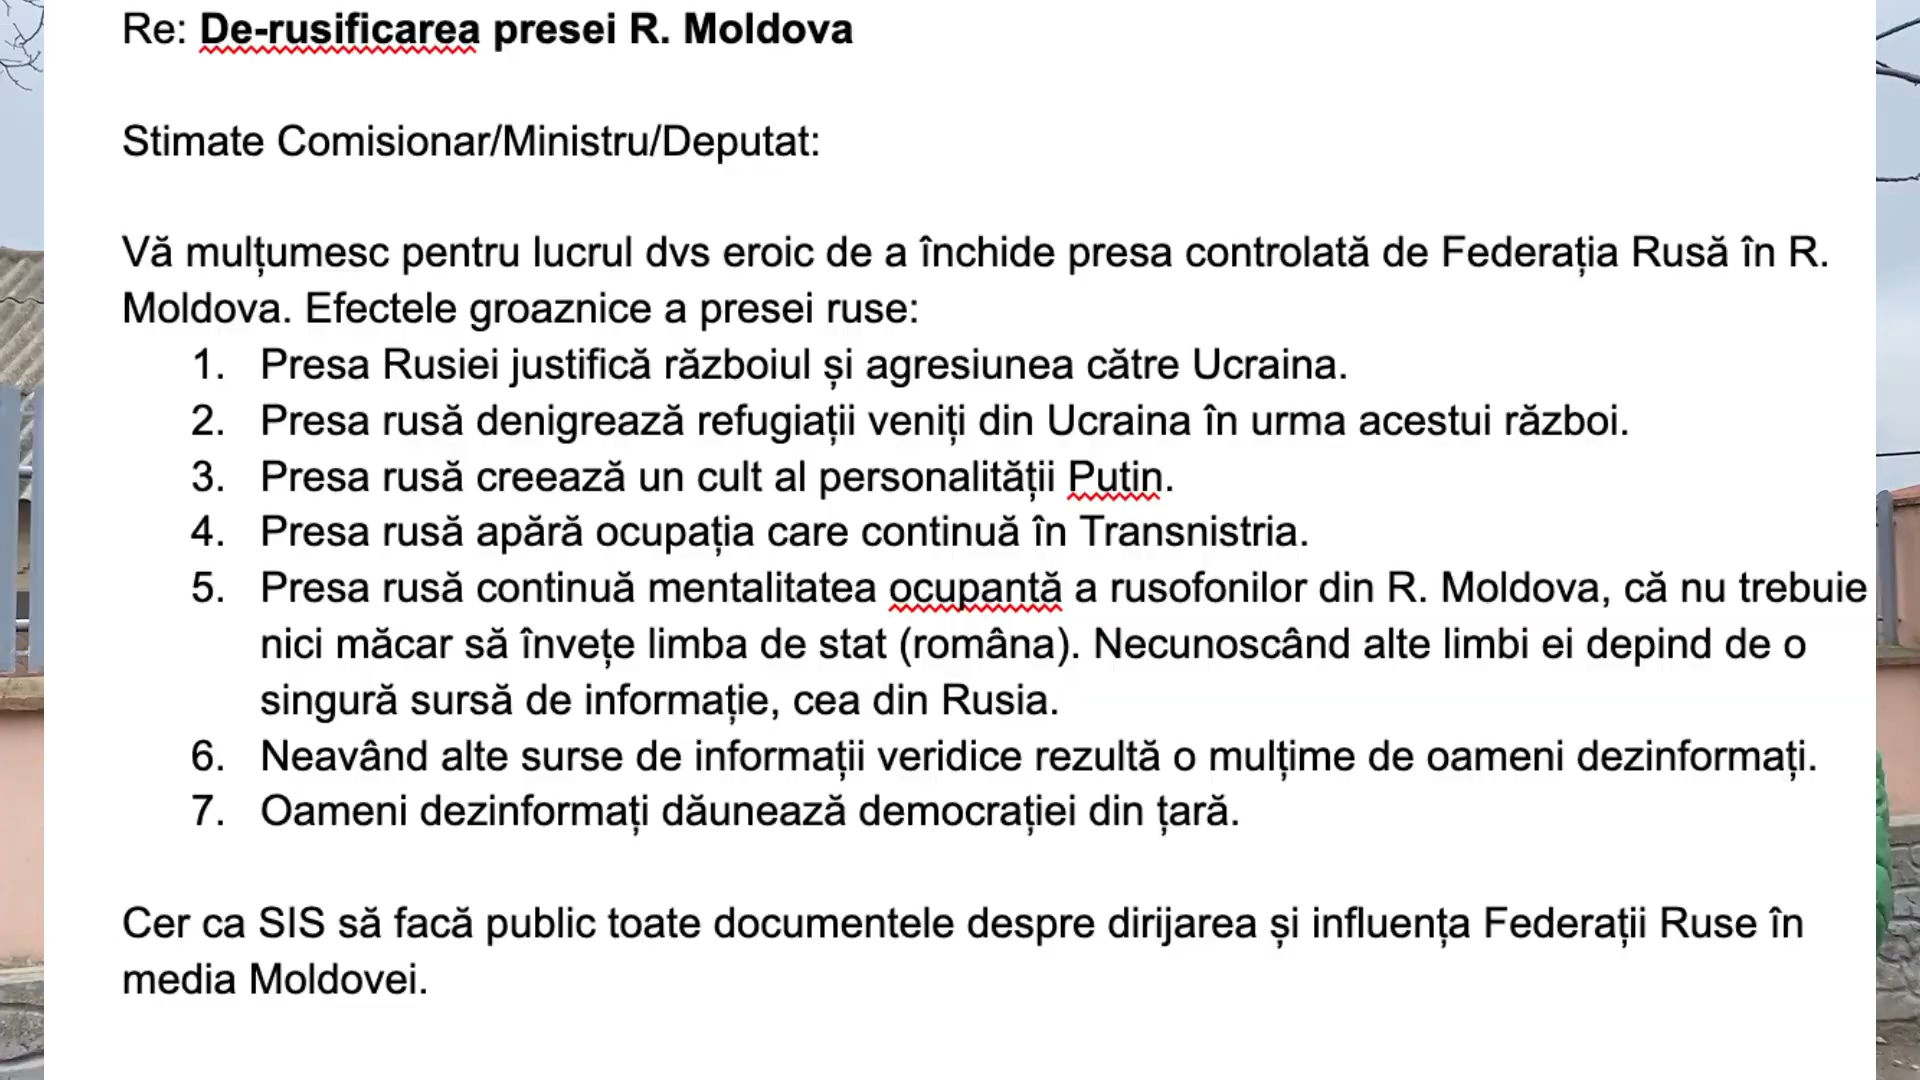 Re: De-rusificarea presei R. Moldova
Stimate Comisionar/Ministru/Deputat:
Vă mulțumesc pentru lucrul dvs eroic de a închide presa controlată de Federația Rusă în R.
Moldova. Efectele groaznice a presei ruse:
1. Presa Rusiei justifică războiul și agresiunea către Ucraina.
2. Presa rusă denigrează refugiații veniți din Ucraina în urma acestui război.
3. Presa rusă creează un cult al personalității Putin.
4. Presa rusă apără ocupația care continuă în Transnistria.
5. Presa rusă continuă mentalitatea ocupantă a rusofonilor din R. Moldova, că nu trebuie
nici măcar să învețe limba de stat (româna). Necunoscând alte limbi ei depind de o
singură sursă de informație, cea din Rusia.
6. Neavând alte surse de informații veridice rezultă o mulțime de oameni dezinformați.
7. Oameni dezinformați dăunează democrației din țară.
Cer ca SIS să facă public toate documentele despre dirijarea și influența Federații Ruse în
media Moldovei.